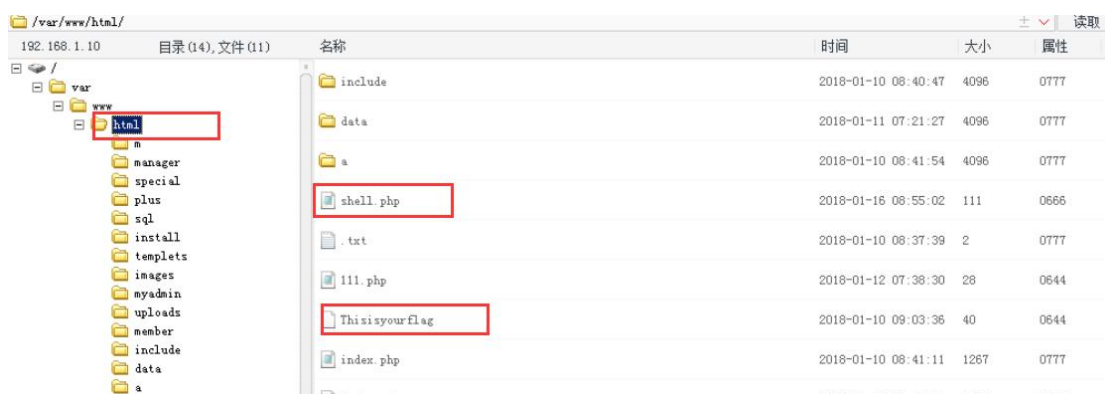 /var/www/html/ 读取
192.168.1.10 目录(14),文件(11) 名称 时间 大小 属性
/
var
www
html
m
manager
special
plus
sql
install
templets
images
myadmin
uploads
member
include
data
a
include 2018-01-10 08:40:47 4096 0777
data 2018-01-11 07:21:27 4096 0777
a 2018-01-10 08:41:54 4096 0777
shell.php 2018-01-16 08:55:02 111 0666
.txt 2018-01-10 08:37:39 2 0777
111.php 2018-01-12 07:38:30 28 0644
Thisisyourflag 2018-01-10 09:03:36 40 0644
index.php 2018-01-10 08:41:11 1267 0777